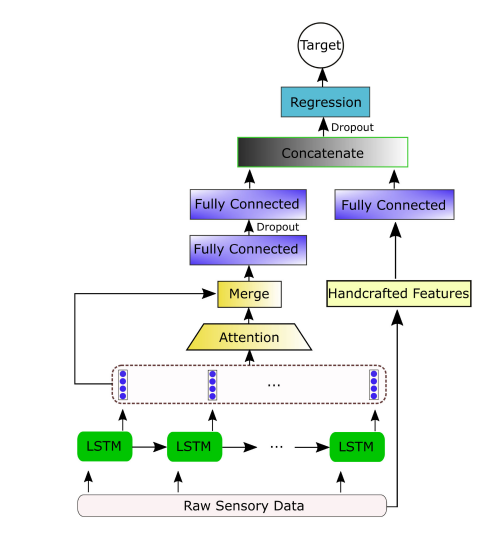 Target
Regression
Dropout
Concatenate
Fully Connected
Fully Connected
Dropout
Fully Connected
Merge
Handcrafted Features
Attention
...
LSTM
LSTM
...
LSTM
Raw Sensory Data